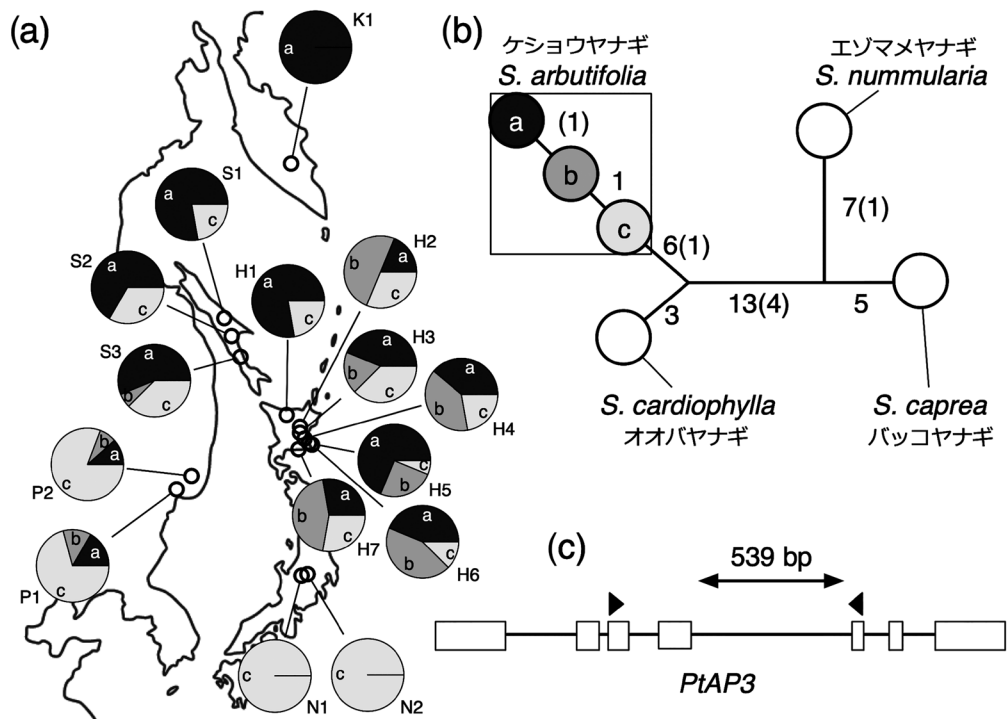 (a)
K1
a
S1
a
c
S2
a
c
H1
a
c
H2
b
a
c
S3
a
b
c
H3
a
b
c
H4
a
b
c
P2
b
a
c
H5
a
b
c
P1
b
a
c
H7
a
b
c
H6
a
b
c
N1
c
N2
c
(b)
ケショウヤナギ
S. arbutifolia
エゾマメヤナギ
S. nummularia
a
(1)
b
1
c
6(1)
7(1)
13(4)
3
5
S. cardiophylla
オオバヤナギ
S. caprea
バッコヤナギ
(c)
539 bp
PtAP3